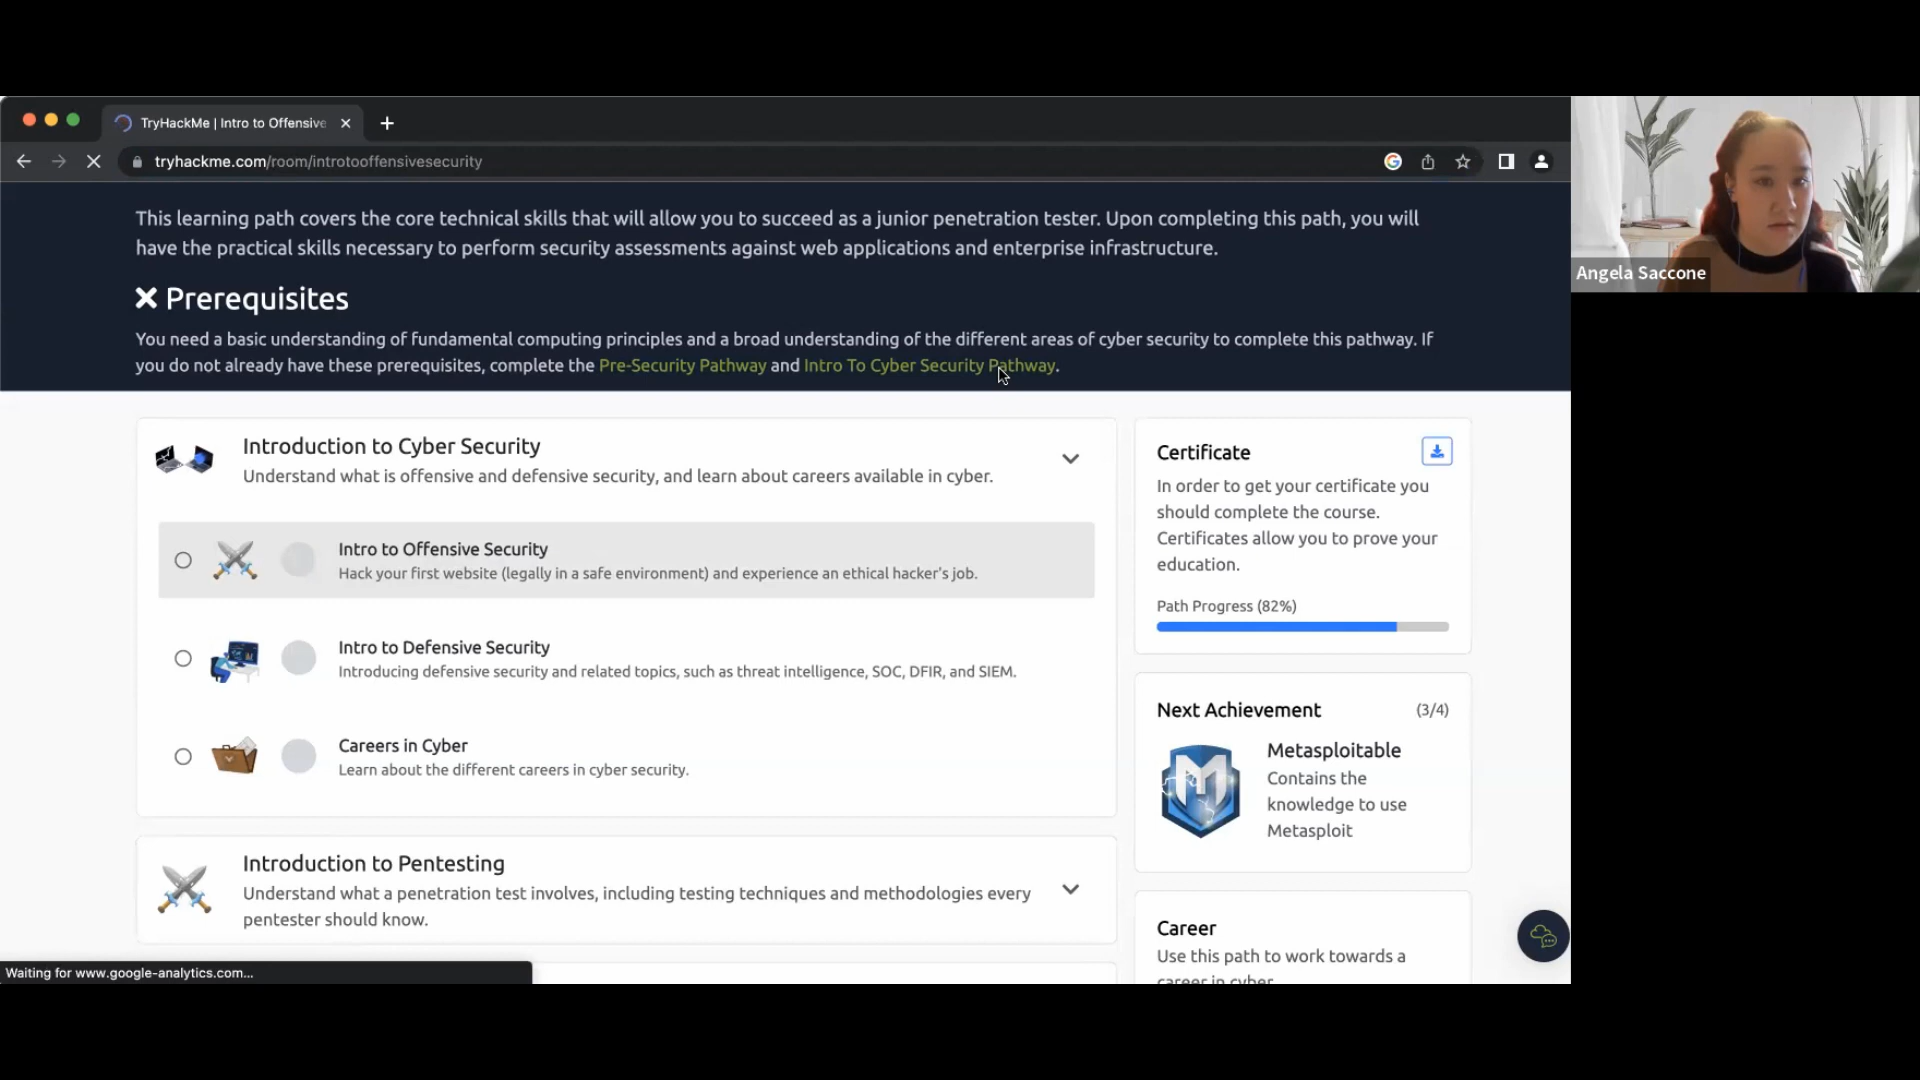 TryHackMe | Intro to Offensive
tryhackme.com/room/introtooffensivesecurity
This learning path covers the core technical skills that will allow you to succeed as a junior penetration tester. Upon completing this path, you will
have the practical skills necessary to perform security assessments against web applications and enterprise infrastructure.
Prerequisites
You need a basic understanding of fundamental computing principles and a broad understanding of the different areas of cyber security to complete this pathway. If
you do not already have these prerequisites, complete the Pre-Security Pathway and Intro To Cyber Security Pathway.
Introduction to Cyber Security
Understand what is offensive and defensive security, and learn about careers available in cyber.
Intro to Offensive Security
Hack your first website (legally in a safe environment) and experience an ethical hacker's job.
Intro to Defensive Security
Introducing defensive security and related topics, such as threat intelligence, SOC, DFIR, and SIEM.
Careers in Cyber
Learn about the different careers in cyber security.
Introduction to Pentesting
Understand what a penetration test involves, including testing techniques and methodologies every
pentester should know.
Certificate
In order to get your certificate you
should complete the course.
Certificates allow you to prove your
education.
Path Progress (82%)
Next Achievement (3/4)
Metasploitable
Contains the
knowledge to use
Metasploit
Career
Use this path to work towards a
career in cyber
Waiting for www.google-analytics.com...
Angela Saccone